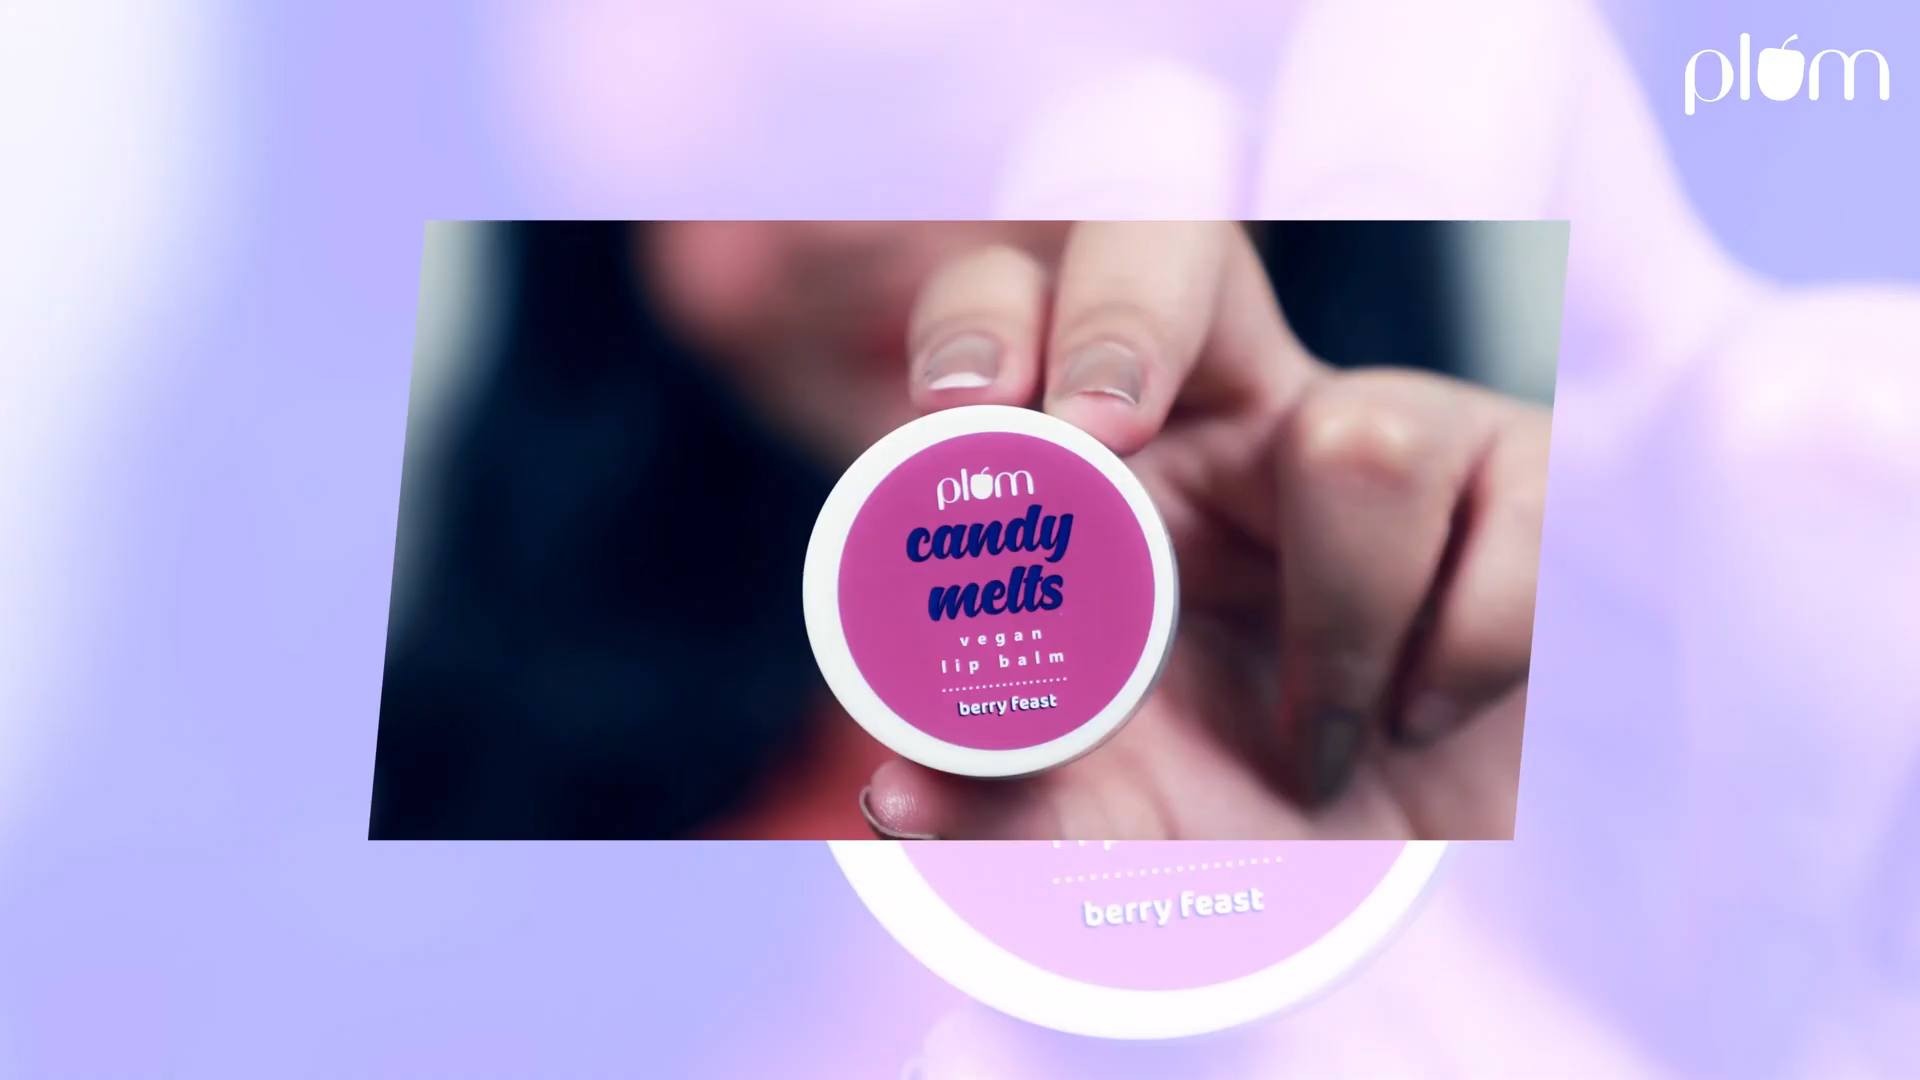 plum
plum
candy
melts
vegan
lip balm
berry feast
berry feast